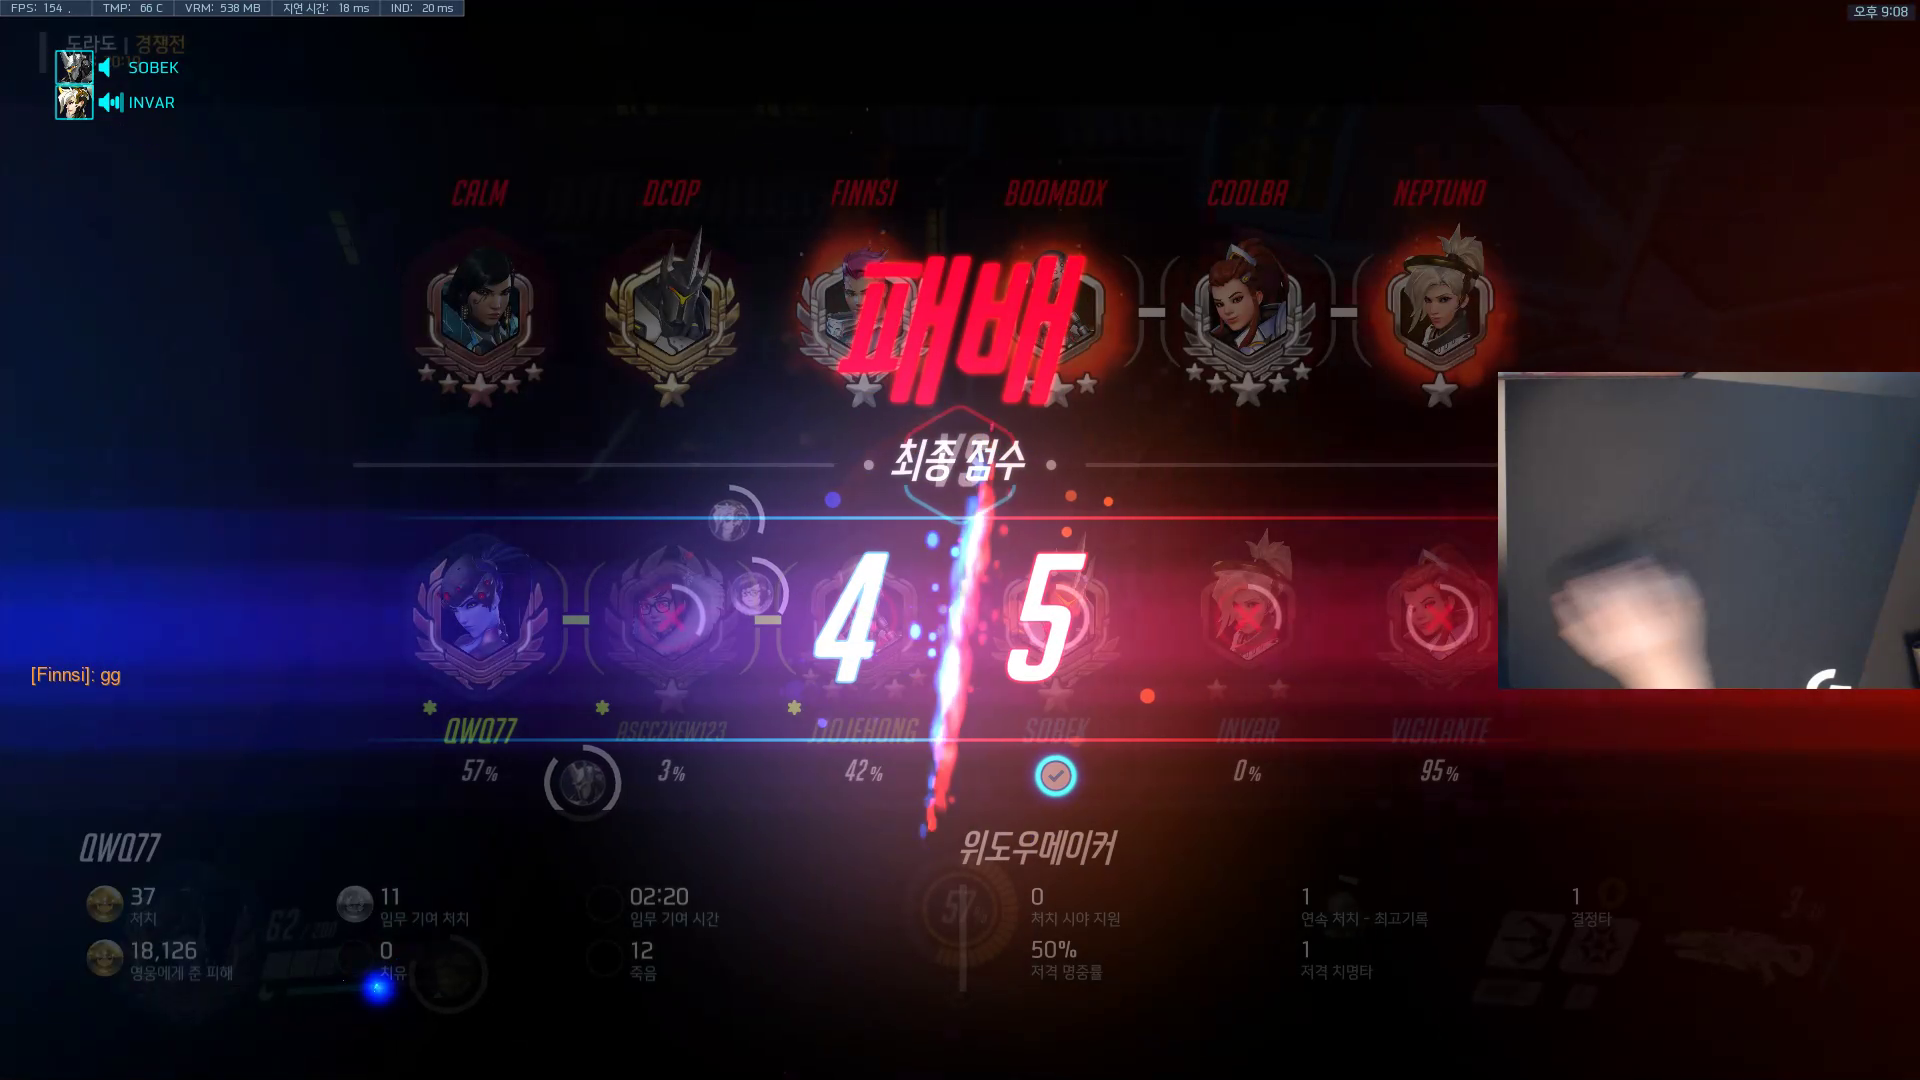 FPS: 154 . TMP: 66 C VRM: 538 MB 지연 시간: 18 ms IND: 20 ms
오후 9:08
도라도 | 경쟁전
SOBEK
INVAR
CALM DCOP FINN$I BOOMBOX COOLBR NEPTUNO
패배
최종 점수
4 5
[Finnsi]: gg
QWQ77 ASCCZXEW123 JOJEHONG SOBEK INVAR VIGILANTE
57% 3% 42% 0% 95%
QWQ77 위도우메이커
37 11 02:20 0 1 1
처치 임무 기여 처치 임무 기여 시간 처치 시야 지원 연속 처치 - 최고기록 결정타
18,126 0 12 50% 1
영웅에게 준 피해 치유 죽음 저격 명중률 저격 치명타